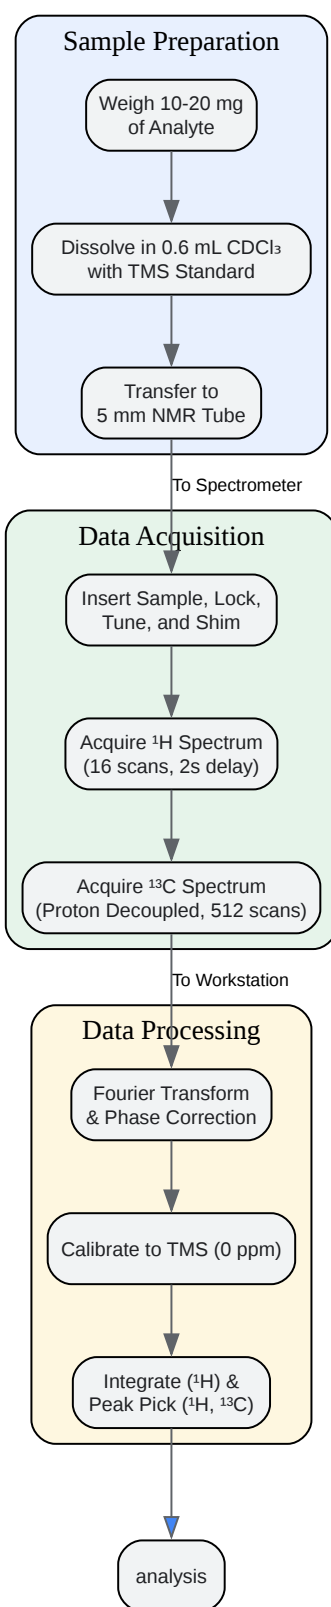 Sample Preparation
Weigh 10-20 mg
of Analyte
Dissolve in 0.6 mL CDCl₃
with TMS Standard
Transfer to
5 mm NMR Tube
To Spectrometer
Data Acquisition
Insert Sample, Lock,
Tune, and Shim
Acquire ¹H Spectrum
(16 scans, 2s delay)
Acquire ¹³C Spectrum
(Proton Decoupled, 512 scans)
To Workstation
Data Processing
Fourier Transform
& Phase Correction
Calibrate to TMS (0 ppm)
Integrate (¹H) &
Peak Pick (¹H, ¹³C)
analysis